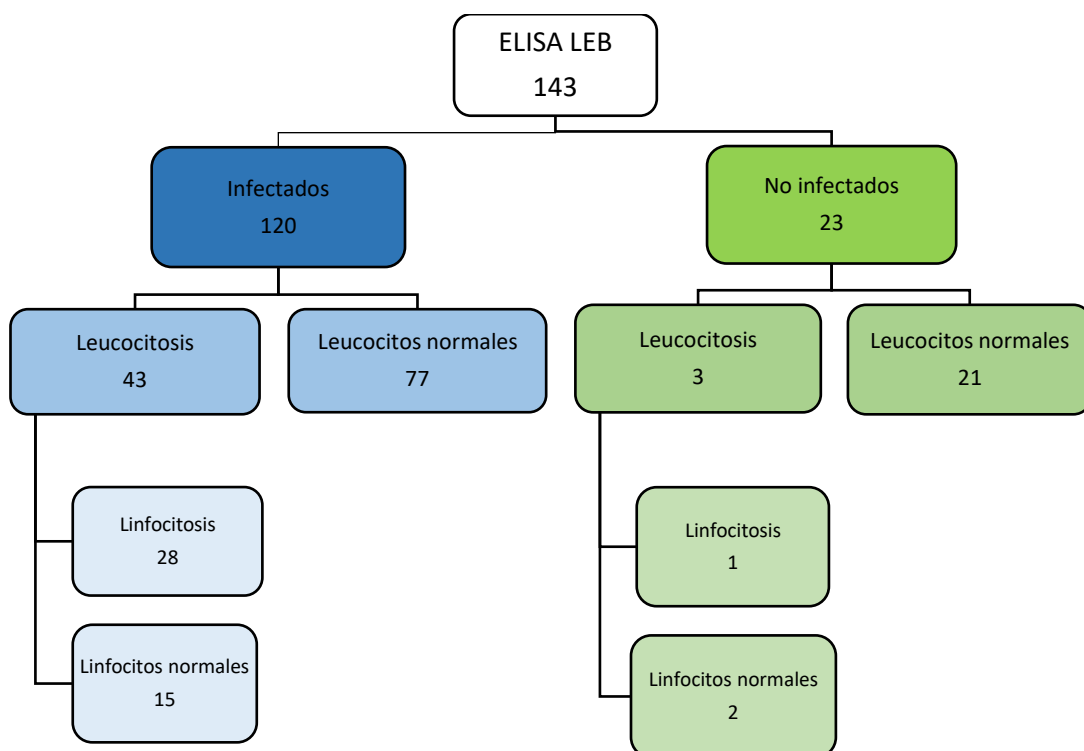 ELISA LEB
143
Infectados
120
No infectados
23
Leucocitosis
43
Leucocitos normales
77
Leucocitosis
3
Leucocitos normales
21
Linfocitosis
28
Linfocitosis
1
Linfocitos normales
15
Linfocitos normales
2